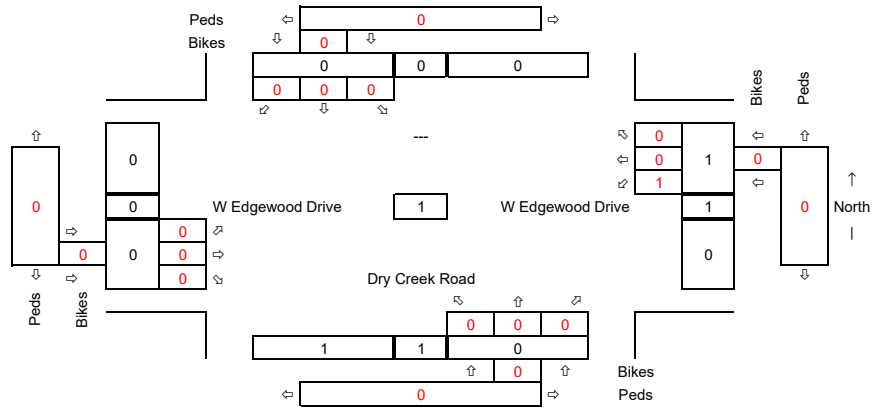 Peds ⇦ 0 ⇨
Bikes ⇩ 0 ⇩
0 0 0
0 0 0
⬃ ⇩ ⬂
Bikes Peds
⇧ --- ⬁ 0 ⇦ ⇧
0 ⇦ 0 1 0
⬃ 1 ⇦ ↑
0 0 W Edgewood Drive 1 W Edgewood Drive 1 0 North
⇨ 0 ⬀ |
0 0 0 ⇨ 0
⇩ ⇨ 0 ⬂ ⇩
Peds Bikes Dry Creek Road
⬁ ⇧ ⬀
0 0 0
1 1 0
⇧ 0 ⇧ Bikes
⇦ 0 ⇨ Peds